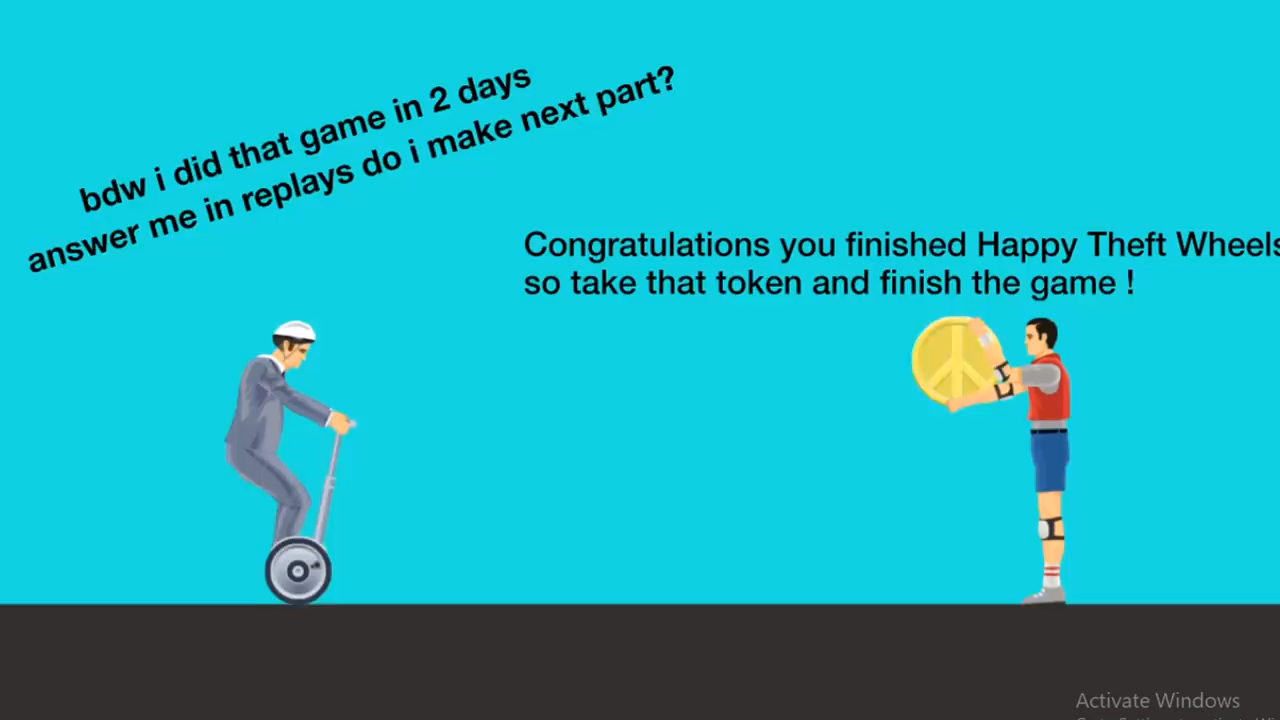 bdw i did that game in 2 days
answer me in replays do i make next part?
Congratulations you finished Happy Theft Wheels
so take that token and finish the game !
Activate Windows